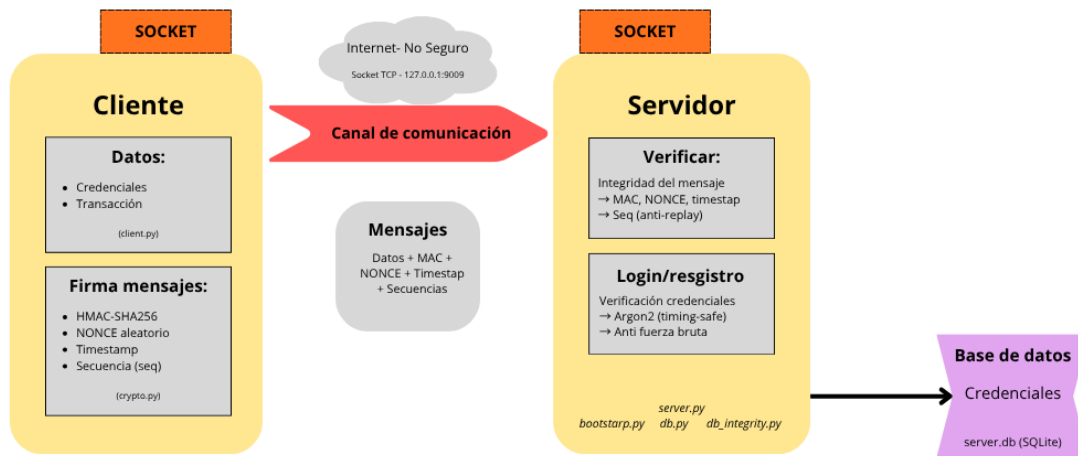 SOCKET
Cliente
Datos:
• Credenciales
• Transacción
(client.py)
Firma mensajes:
• HMAC-SHA256
• NONCE aleatorio
• Timestamp
• Secuencia (seq)
(crypto.py)
Internet- No Seguro
Socket TCP - 127.0.0.1:9009
Canal de comunicación
Mensajes
Datos + MAC +
NONCE + Timestap
+ Secuencias
SOCKET
Servidor
Verificar:
Integridad del mensaje
→ MAC, NONCE, timestap
→ Seq (anti-replay)
Login/resgistro
Verificación credenciales
→ Argon2 (timing-safe)
→ Anti fuerza bruta
server.py
bootstarp.py db.py db_integrity.py
Base de datos
Credenciales
server.db (SQLite)